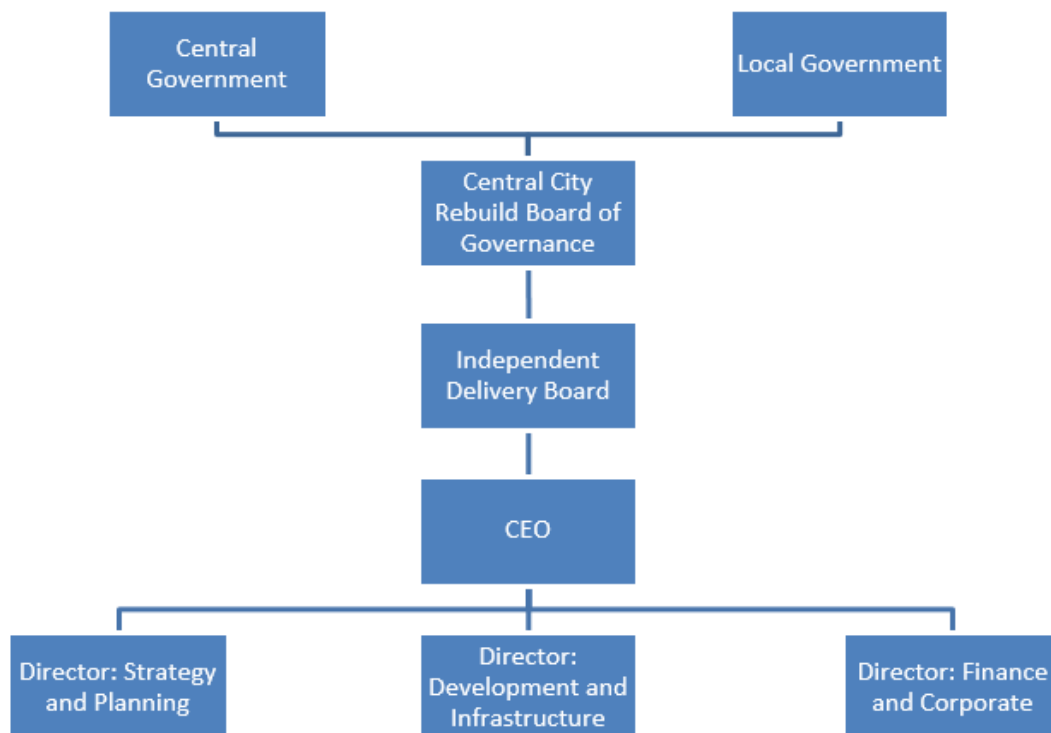 Central
Government
Local Government
Central City
Rebuild Board of
Governance
Independent
Delivery Board
CEO
Director: Strategy
and Planning
Director:
Development and
Infrastructure
Director: Finance
and Corporate